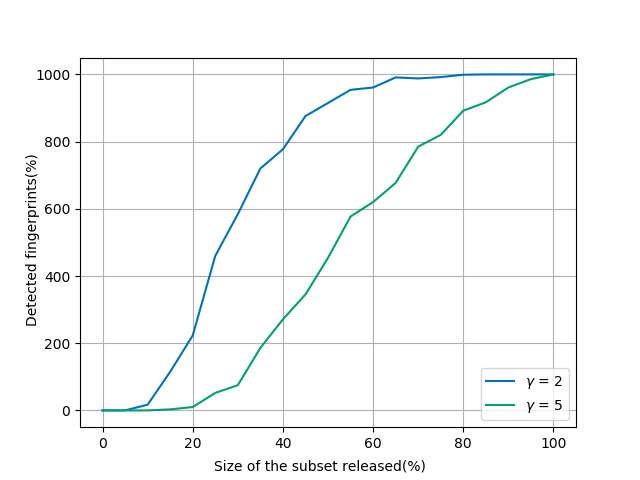 1000
800
600
400
200
0
Detected fingerprints(%)
0 20 40 60 80 100
Size of the subset released(%)
γ = 2
γ = 5